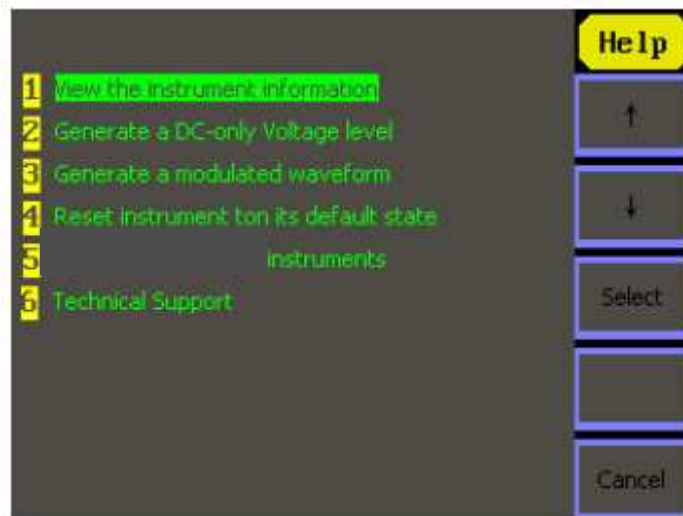 Help
1 View the instrument information
2 Generate a DC-only Voltage level
3 Generate a modulated waveform
4 Reset instrument ton its default state
5 instruments
6 Technical Support
↑
↓
Select
Cancel